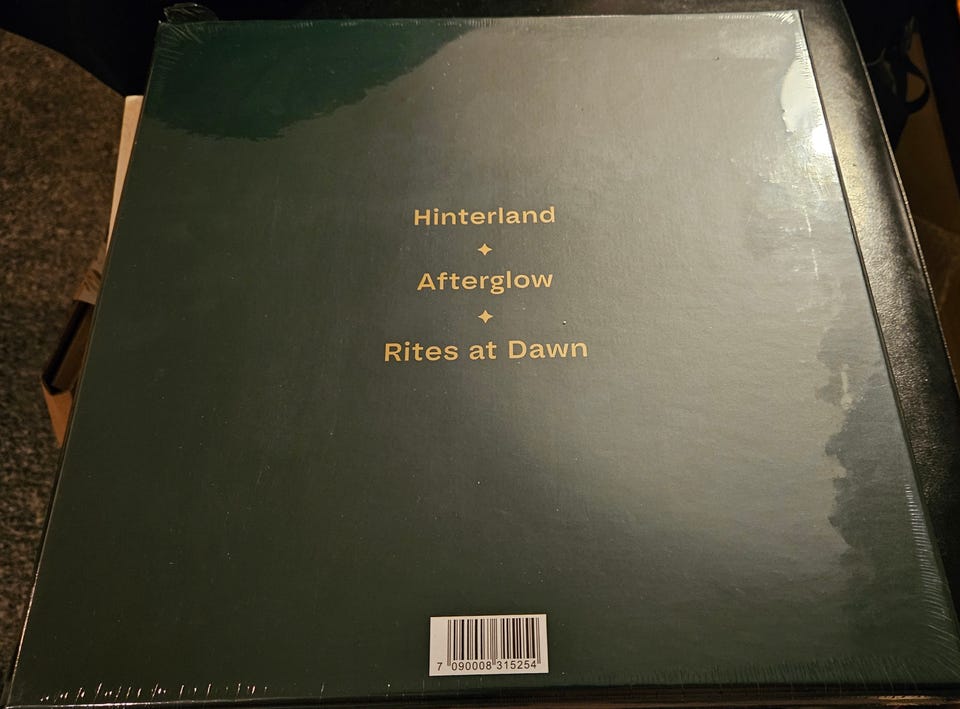 Hinterland
Afterglow
Rites at Dawn
7 090008 315254